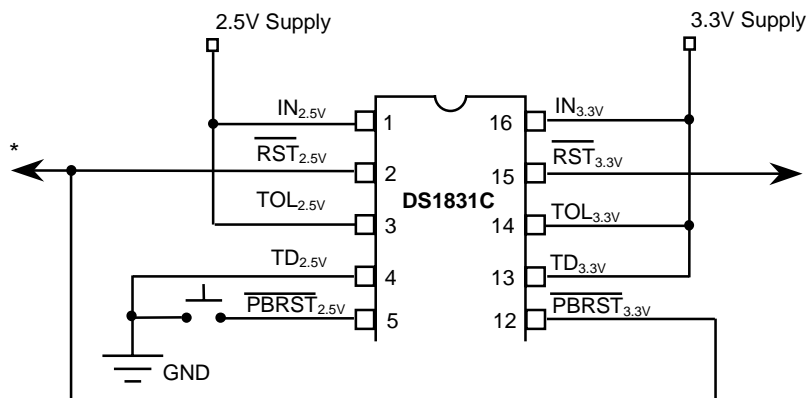 2.5V Supply
3.3V Supply
IN2.5V
1
16
IN3.3V
*
RST2.5V
2
15
RST3.3V
DS1831C
TOL2.5V
3
14
TOL3.3V
TD2.5V
4
13
TD3.3V
PBRST2.5V
5
12
PBRST3.3V
GND